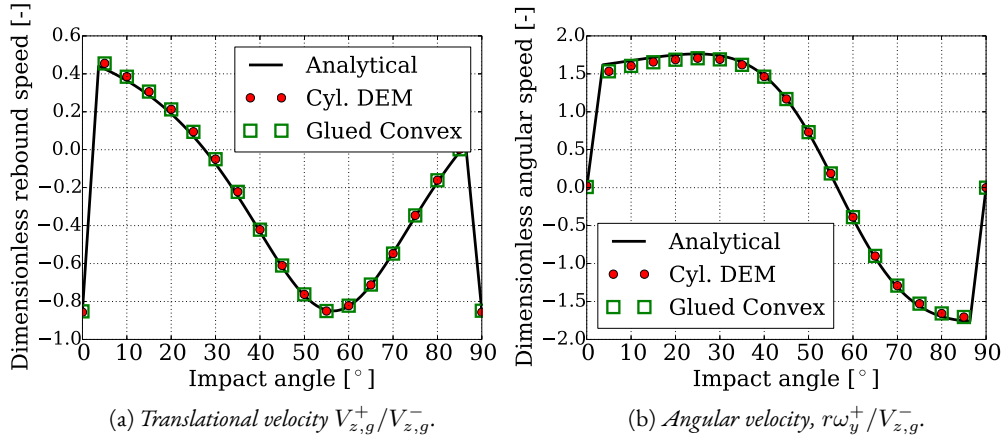 Dimensionless rebound speed [-]
0.6
0.4
0.2
0.0
−0.2
−0.4
−0.6
−0.8
−1.0
0 10 20 30 40 50 60 70 80 90
Impact angle [°]
Analytical
Cyl. DEM
Glued Convex
(a) Translational velocity V⁺z,g/V⁻z,g.
Dimensionless angular speed [-]
2.0
1.5
1.0
0.5
0.0
−0.5
−1.0
−1.5
−2.0
0 10 20 30 40 50 60 70 80 90
Impact angle [°]
Analytical
Cyl. DEM
Glued Convex
(b) Angular velocity, rω⁺y/V⁻z,g.